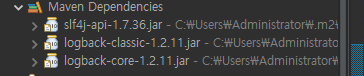 Maven Dependencies
slf4j-api-1.7.36.jar - C:₩Users₩Administrator₩.m2₩
logback-classic-1.2.11.jar - C:₩Users₩Administrator
logback-core-1.2.11.jar - C:₩Users₩Administrator₩.